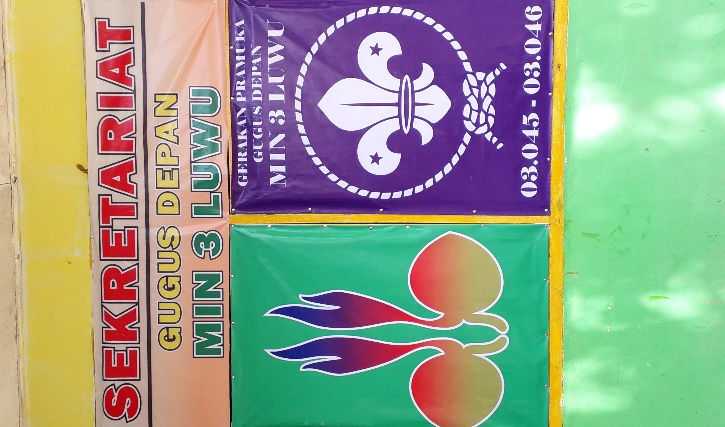 SEKRETARIAT
GUGUS DEPAN
MIN 3 LUWU
GERAKAN PRAMUKA
GUGUS DEPAN
MIN 3 LUWU
03.045 - 03.046